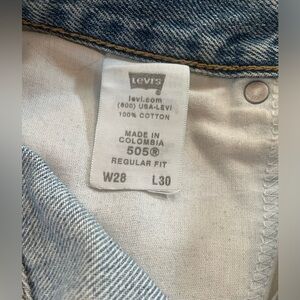 Levi's
levi.com
(800) USA-LEVI
100% COTTON
MADE IN
COLOMBIA
505®
REGULAR FIT
W28 L30